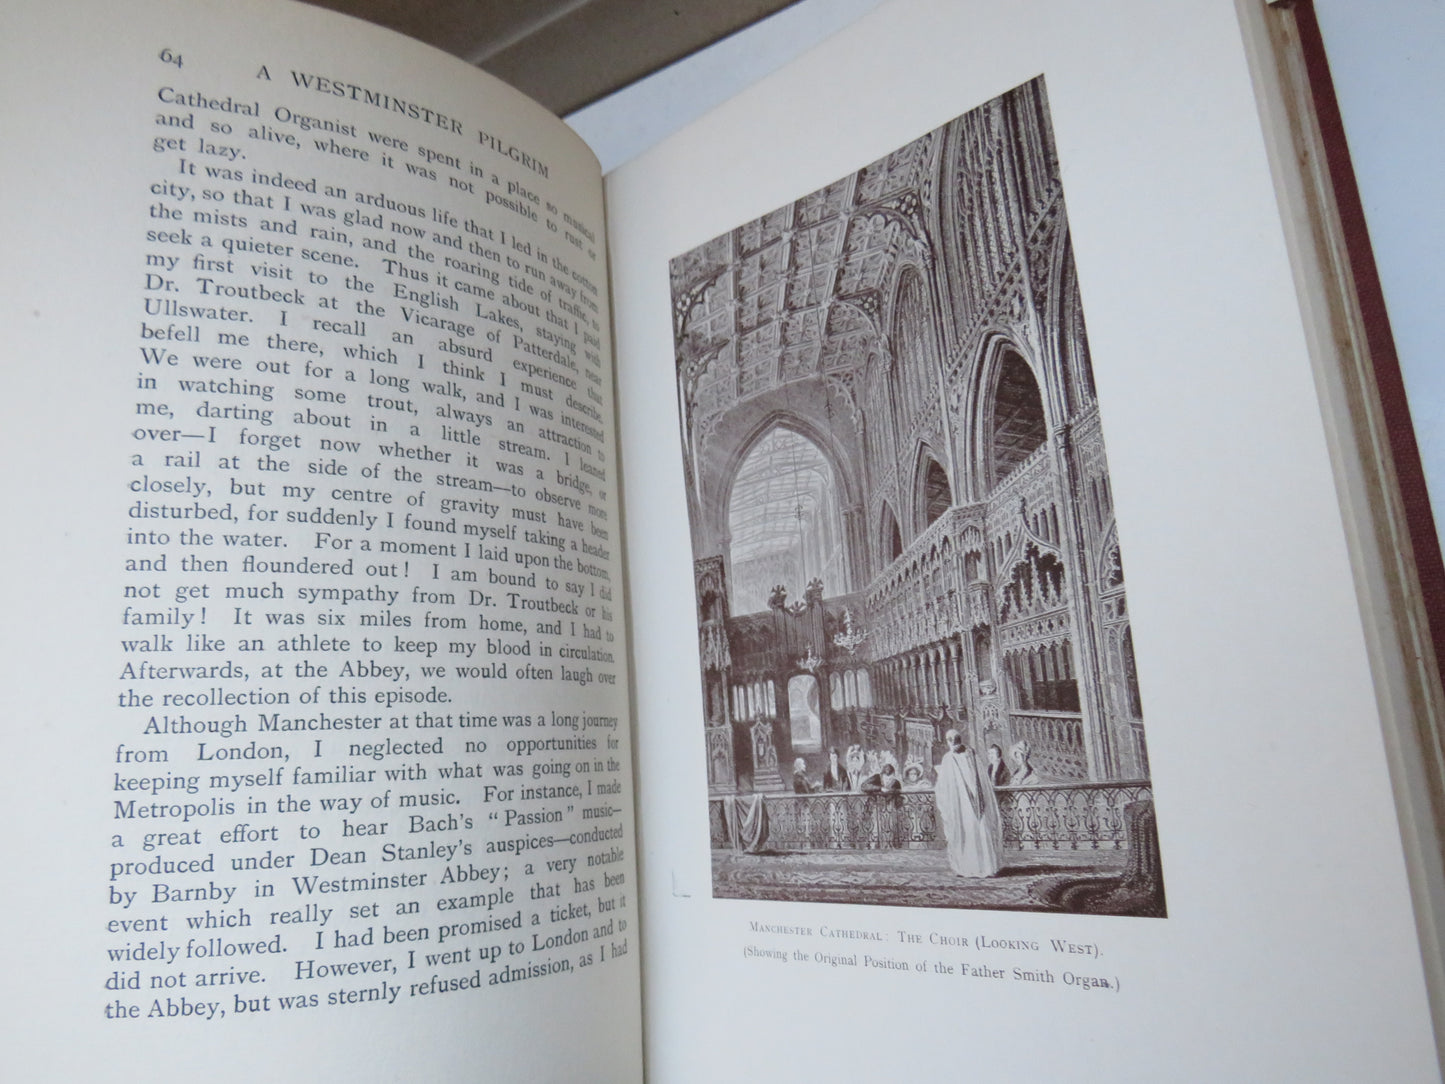 64 A WESTMINSTER PILGRIM
Cathedral Organist were spent in a place so musical
and so alive, where it was not possible to rust or
get lazy.
It was indeed an arduous life that I led in the cotton
city, so that I was glad now and then to run away from
the mists and rain, and the roaring tide of traffic, to
seek a quieter scene. Thus it came about that I paid
my first visit to the English Lakes, staying with
Dr. Troutbeck at the Vicarage of Patterdale, near
Ullswater. I recall an absurd experience that
befell me there, which I think I must describe.
We were out for a long walk, and I was interested
in watching some trout, always an attraction to
me, darting about in a little stream. I leaned
over—I forget now whether it was a bridge, or
a rail at the side of the stream—to observe more
closely, but my centre of gravity must have been
disturbed, for suddenly I found myself taking a header
into the water. For a moment I laid upon the bottom,
and then floundered out! I am bound to say I did
not get much sympathy from Dr. Troutbeck or his
family! It was six miles from home, and I had to
walk like an athlete to keep my blood in circulation.
Afterwards, at the Abbey, we would often laugh over
the recollection of this episode.
Although Manchester at that time was a long journey
from London, I neglected no opportunities for
keeping myself familiar with what was going on in the
Metropolis in the way of music. For instance, I made
a great effort to hear Bach's "Passion" music—
produced under Dean Stanley's auspices—conducted
by Barnby in Westminster Abbey; a very notable
event which really set an example that has been
widely followed. I had been promised a ticket, but it
did not arrive. However, I went up to London and to
the Abbey, but was sternly refused admission, as I had
Manchester Cathedral: The Choir (Looking West).
(Showing the Original Position of the Father Smith Organ.)